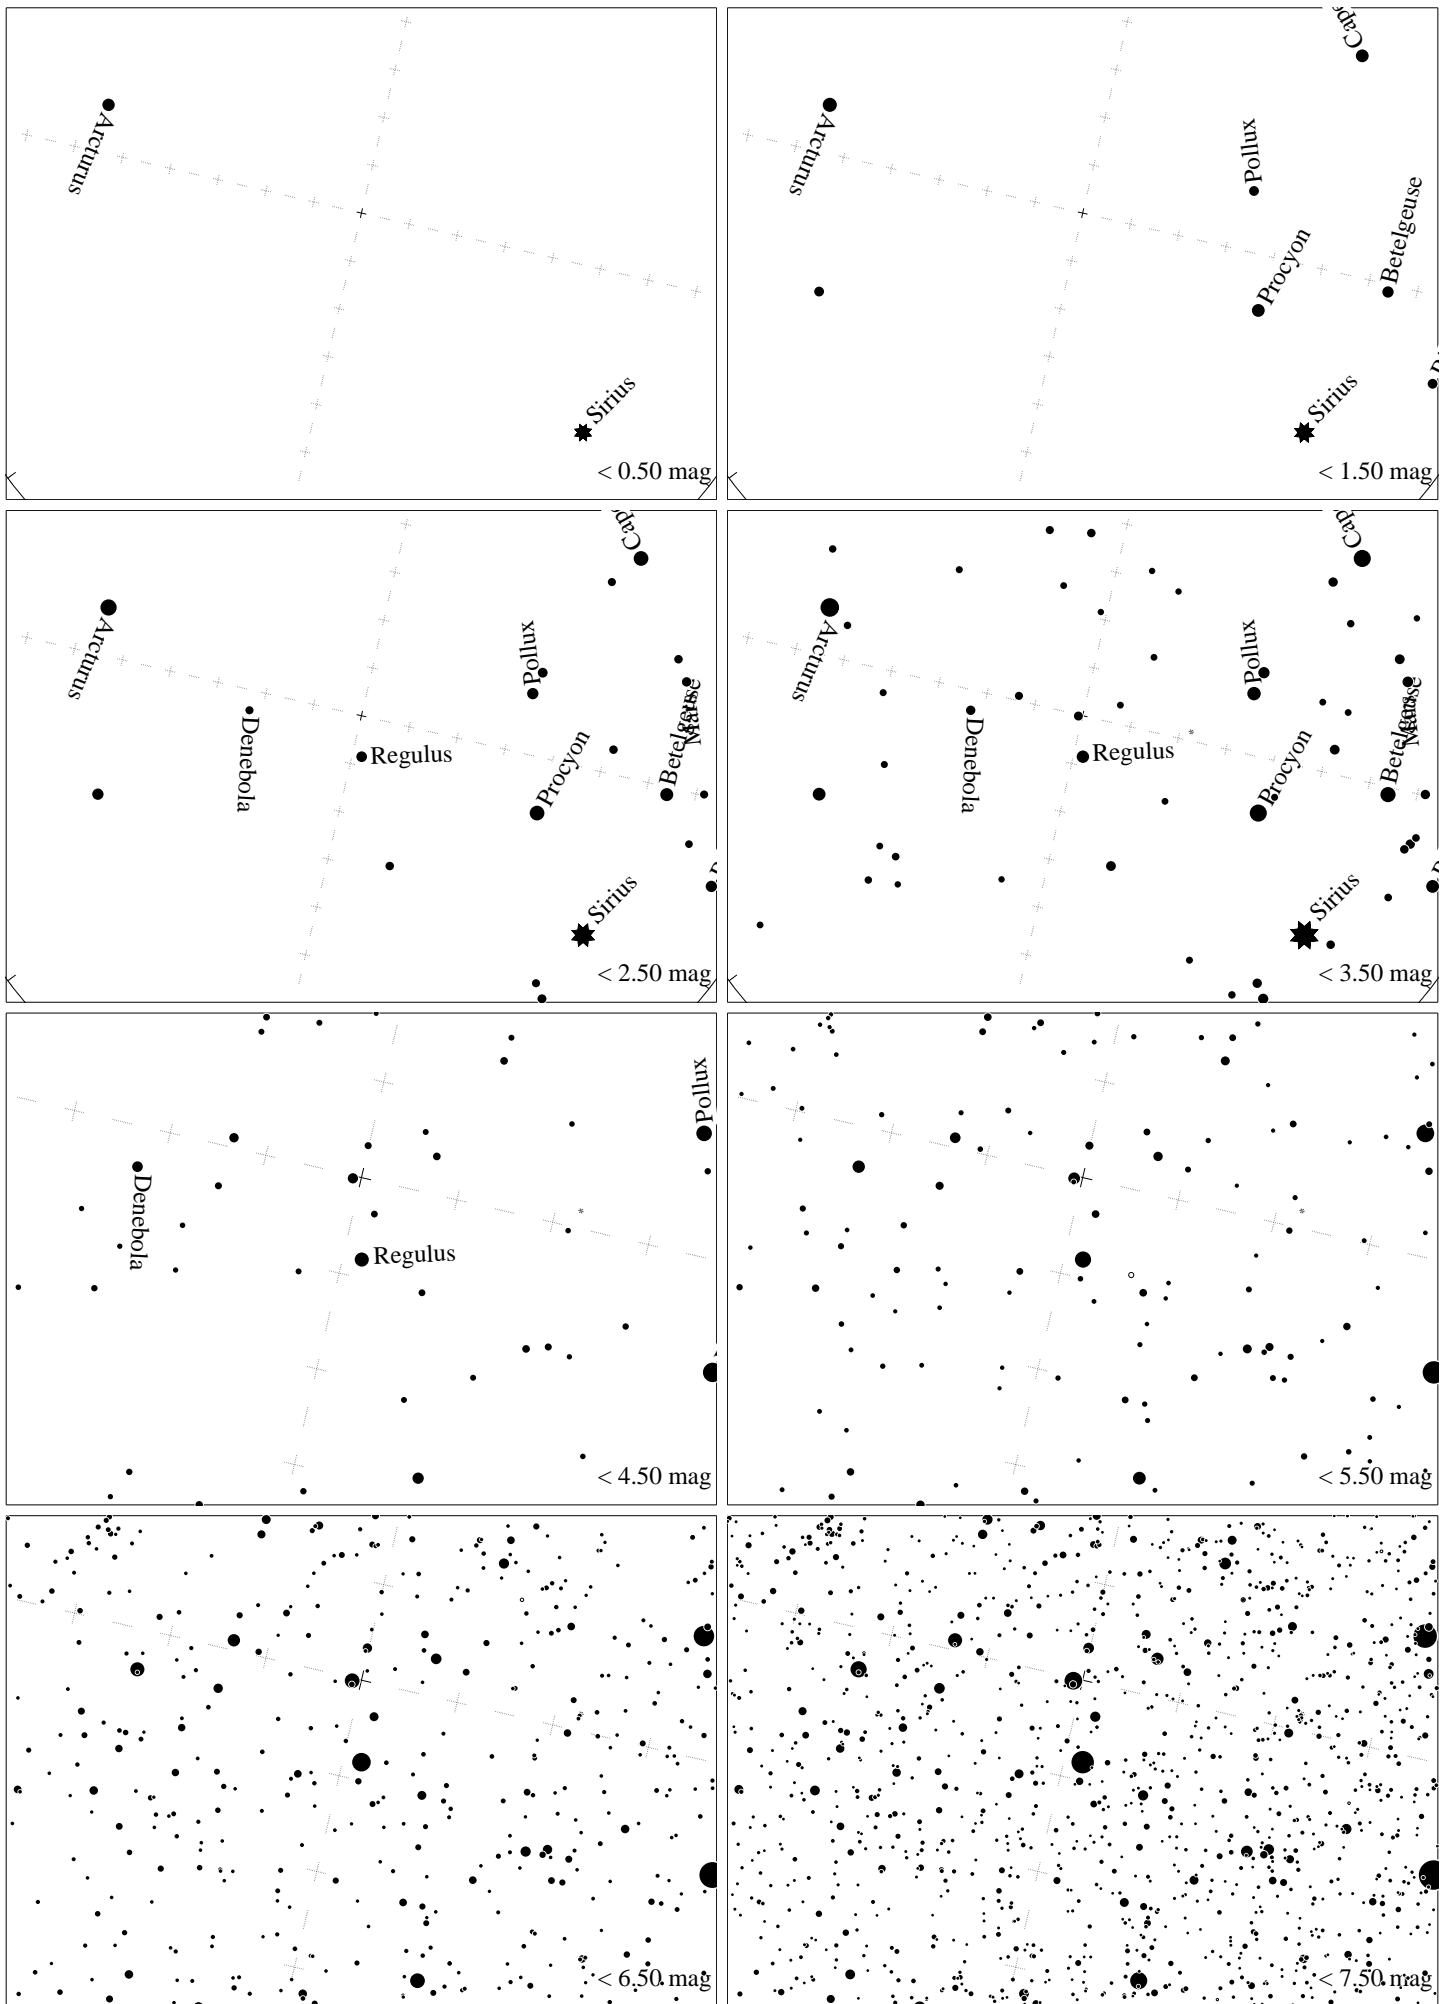 Arcturus
Sirius
< 0.50 mag
Arcturus
Pollux
Procyon
Betelgeuse
Sirius
< 1.50 mag
Arcturus
Pollux
Denebola
Regulus
Procyon
Sirius
< 2.50 mag
Arcturus
Pollux
Denebola
Regulus
Procyon
Sirius
< 3.50 mag
Pollux
Denebola
Regulus
< 4.50 mag
< 5.50 mag
< 6.50 mag
< 7.50 mag